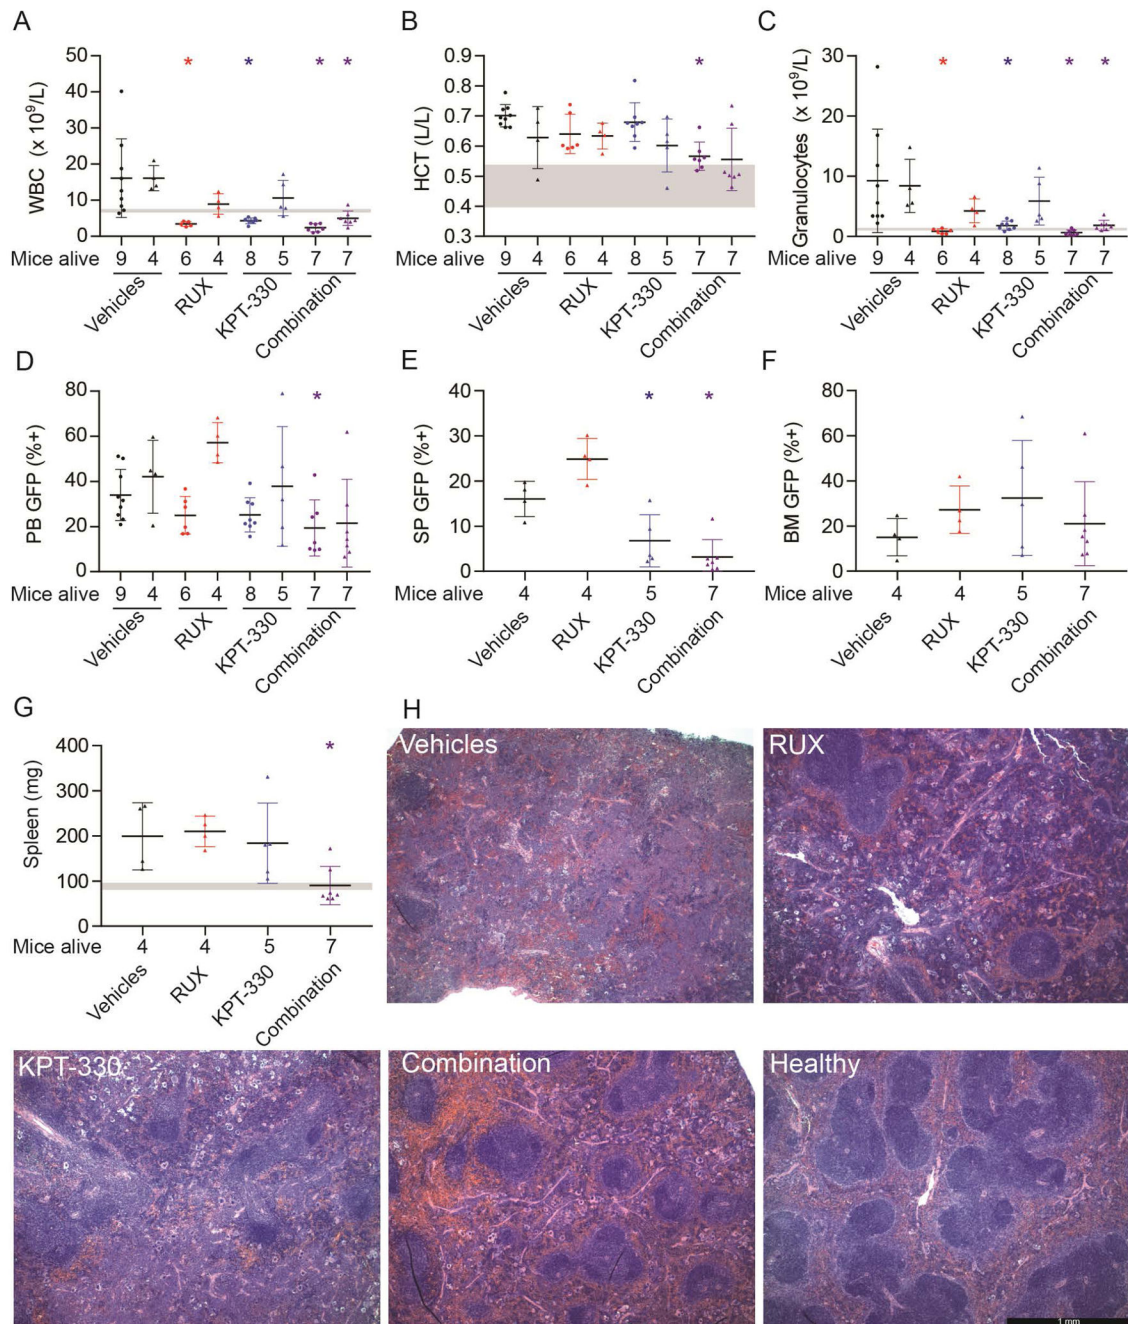 A
WBC (x 10⁹/L)
50
40
30
20
10
0
* * * *
Mice alive
9 4 6 4 8 5 7 7
Vehicles
RUX
KPT-330
Combination
B
HCT (L/L)
0.9
0.8
0.7
0.6
0.5
0.4
0.3
*
Mice alive
9 4 6 4 8 5 7 7
Vehicles
RUX
KPT-330
Combination
C
Granulocytes (x 10⁹/L)
30
20
10
0
* * * *
Mice alive
9 4 6 4 8 5 7 7
Vehicles
RUX
KPT-330
Combination
D
PB GFP (%+)
80
60
40
20
0
*
Mice alive
9 4 6 4 8 5 7 7
Vehicles
RUX
KPT-330
Combination
E
SP GFP (%+)
40
30
20
10
0
* *
Mice alive
4 4 5 7
Vehicles
RUX
KPT-330
Combination
F
BM GFP (%+)
80
60
40
20
0
Mice alive
4 4 5 7
Vehicles
RUX
KPT-330
Combination
G
Spleen (mg)
400
300
200
100
0
*
Mice alive
4 4 5 7
Vehicles
RUX
KPT-330
Combination
H
Vehicles
RUX
KPT-330
Combination
Healthy
1 mm